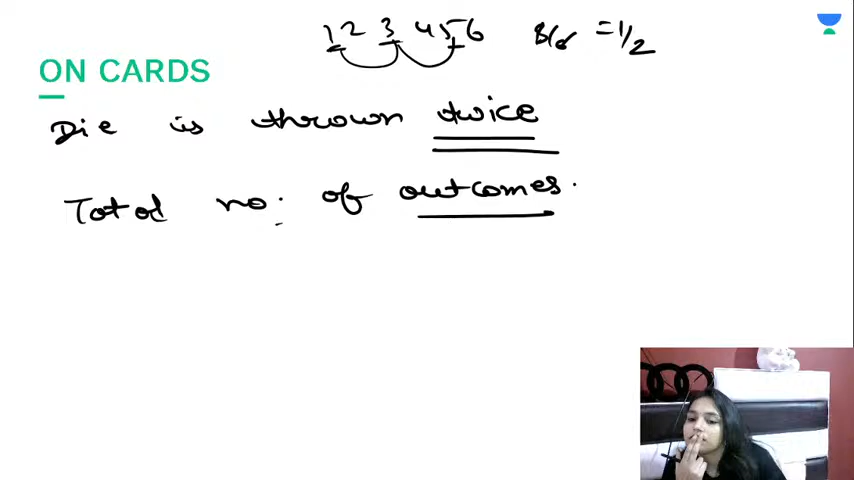 1 2 3 4 5 6 3/6 = 1/2
ON CARDS
Die is thrown twice
Total no. of outcomes.